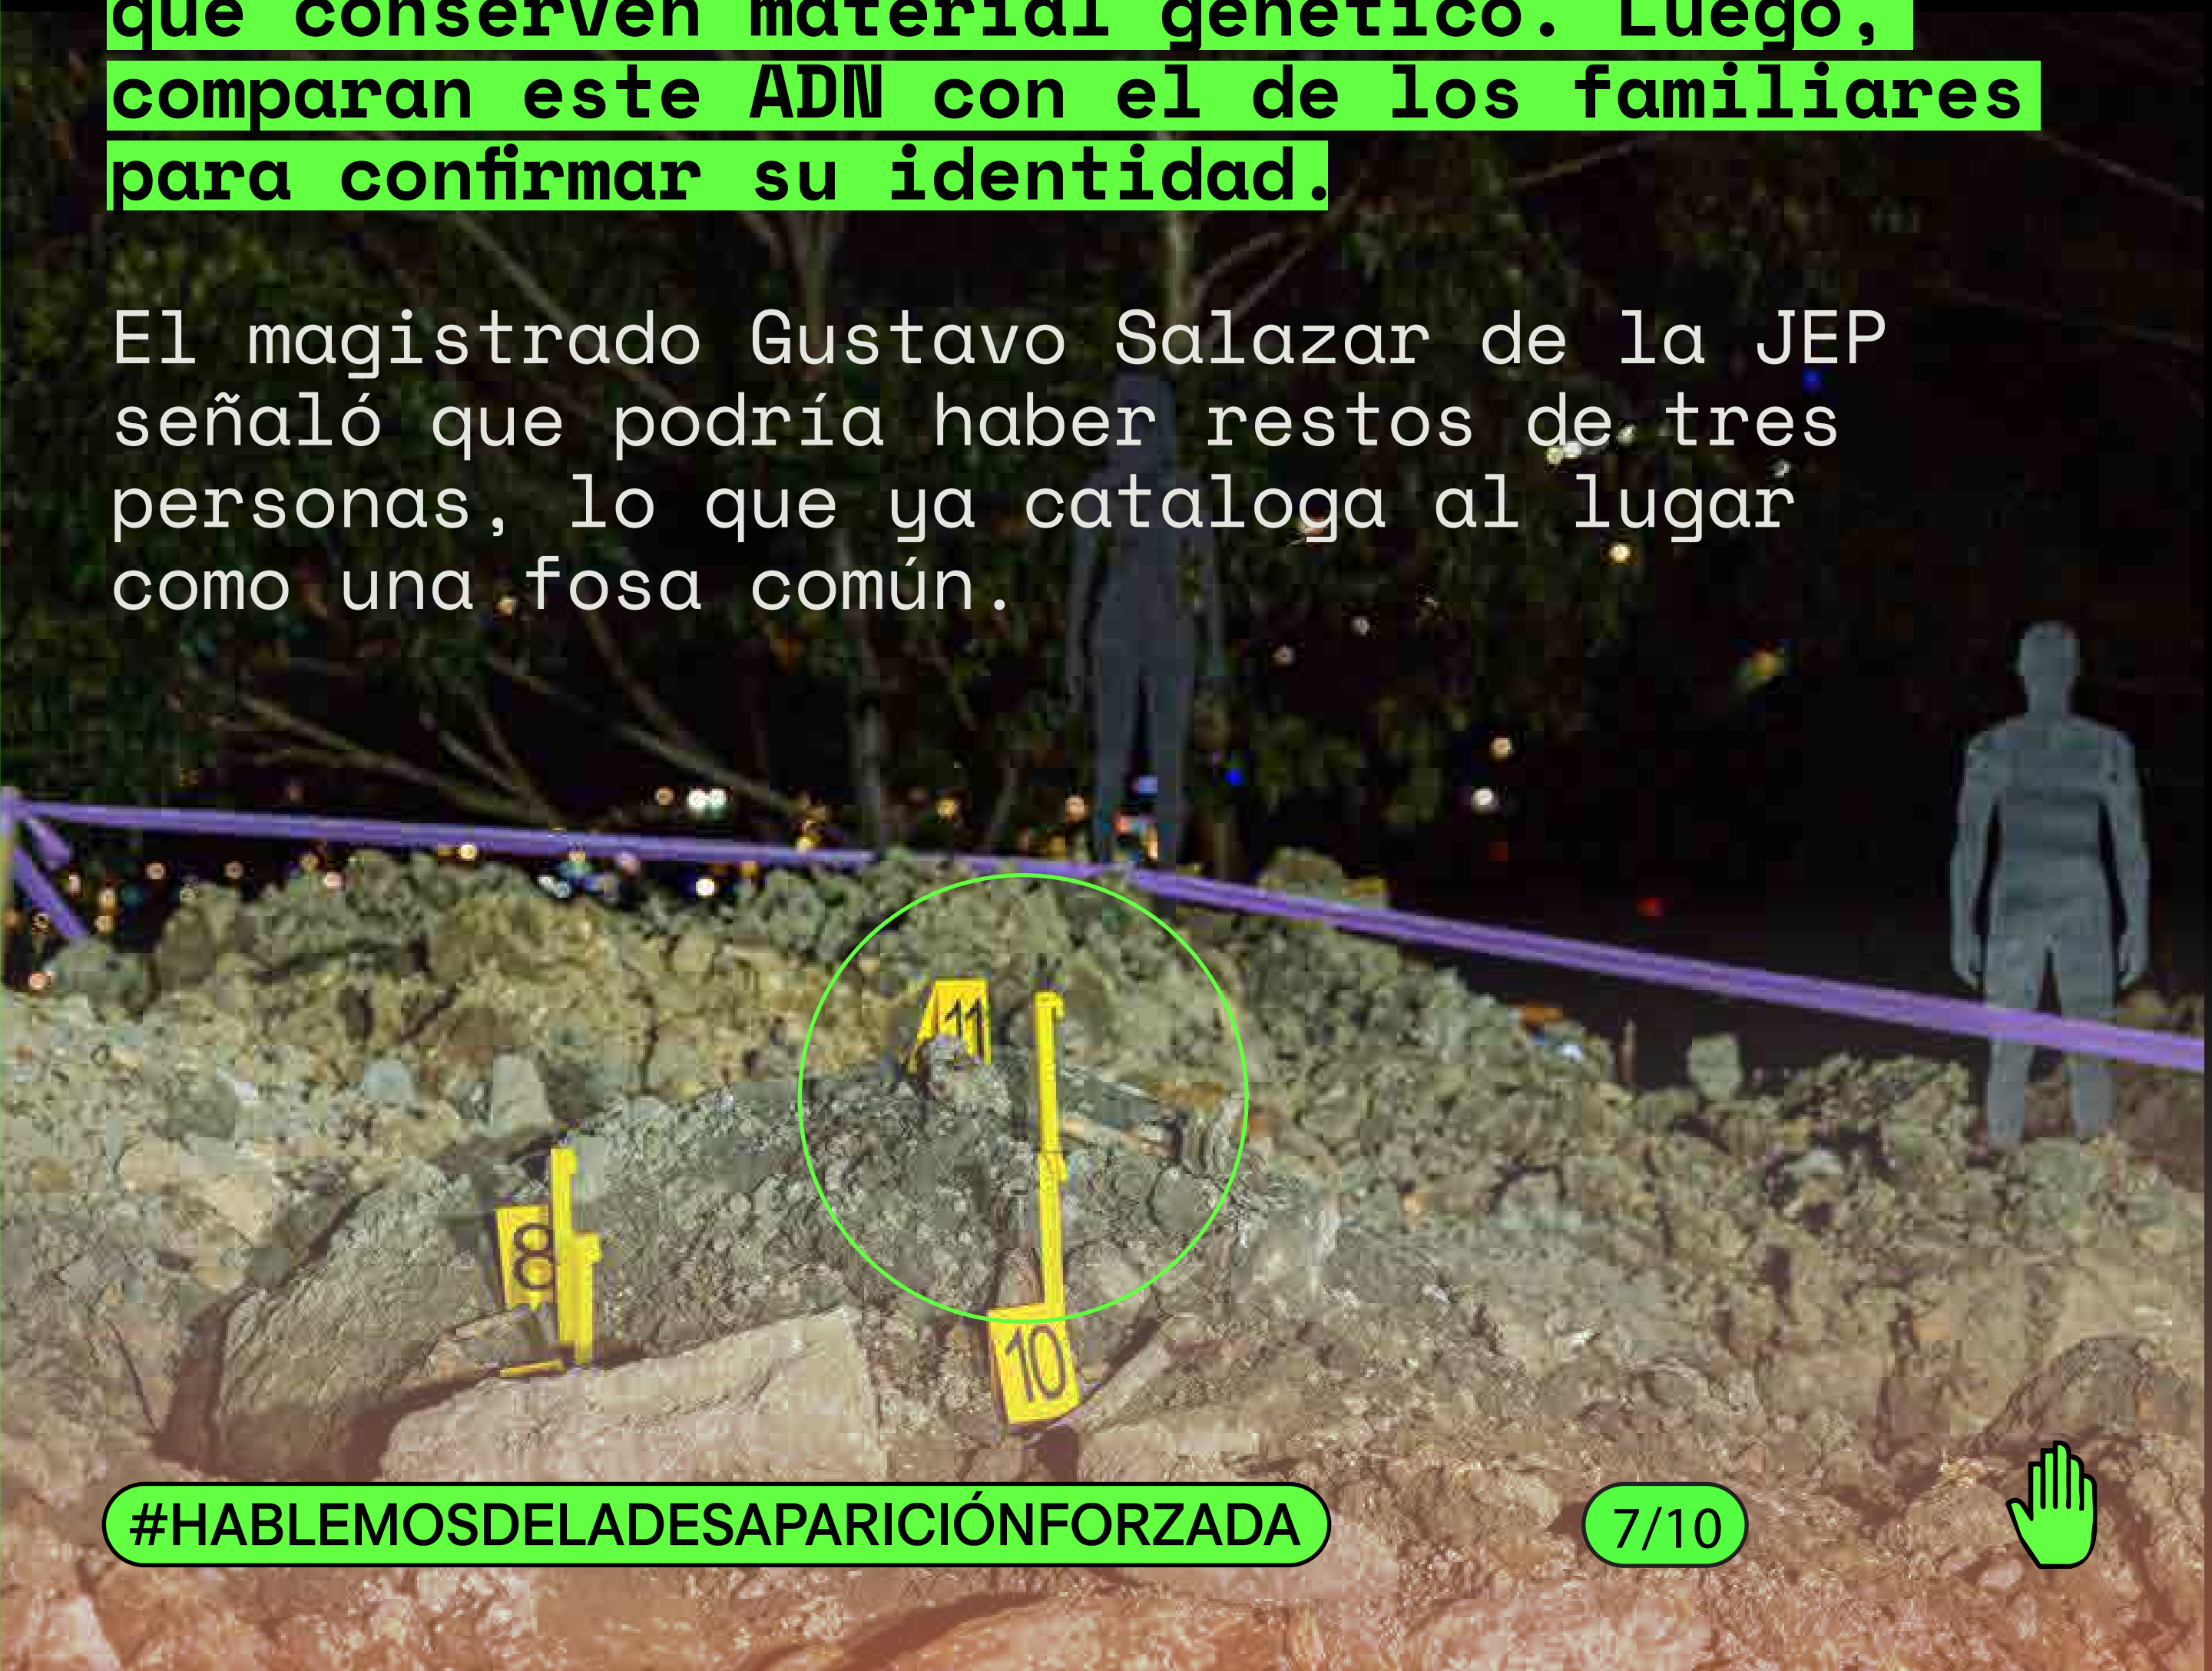 que conserven material genético. Luego,
comparan este ADN con el de los familiares
para confirmar su identidad.
El magistrado Gustavo Salazar de la JEP
señaló que podría haber restos de tres
personas, lo que ya cataloga al lugar
como una fosa común.
11
8
10
#HABLEMOSDELADESAPARICIÓNFORZADA
7/10